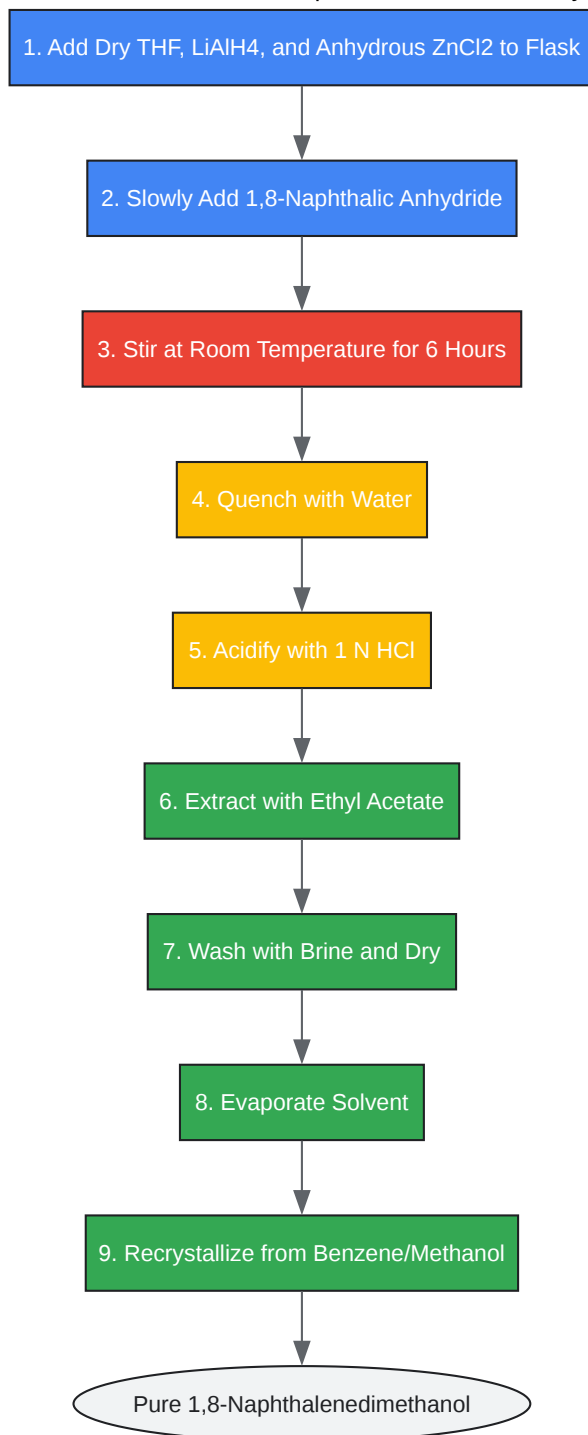 1. Add Dry THF, LiAlH4, and Anhydrous ZnCl2 to Flask
2. Slowly Add 1,8-Naphthalic Anhydride
3. Stir at Room Temperature for 6 Hours
4. Quench with Water
5. Acidify with 1 N HCl
6. Extract with Ethyl Acetate
7. Wash with Brine and Dry
8. Evaporate Solvent
9. Recrystallize from Benzene/Methanol
Pure 1,8-Naphthalenedimethanol